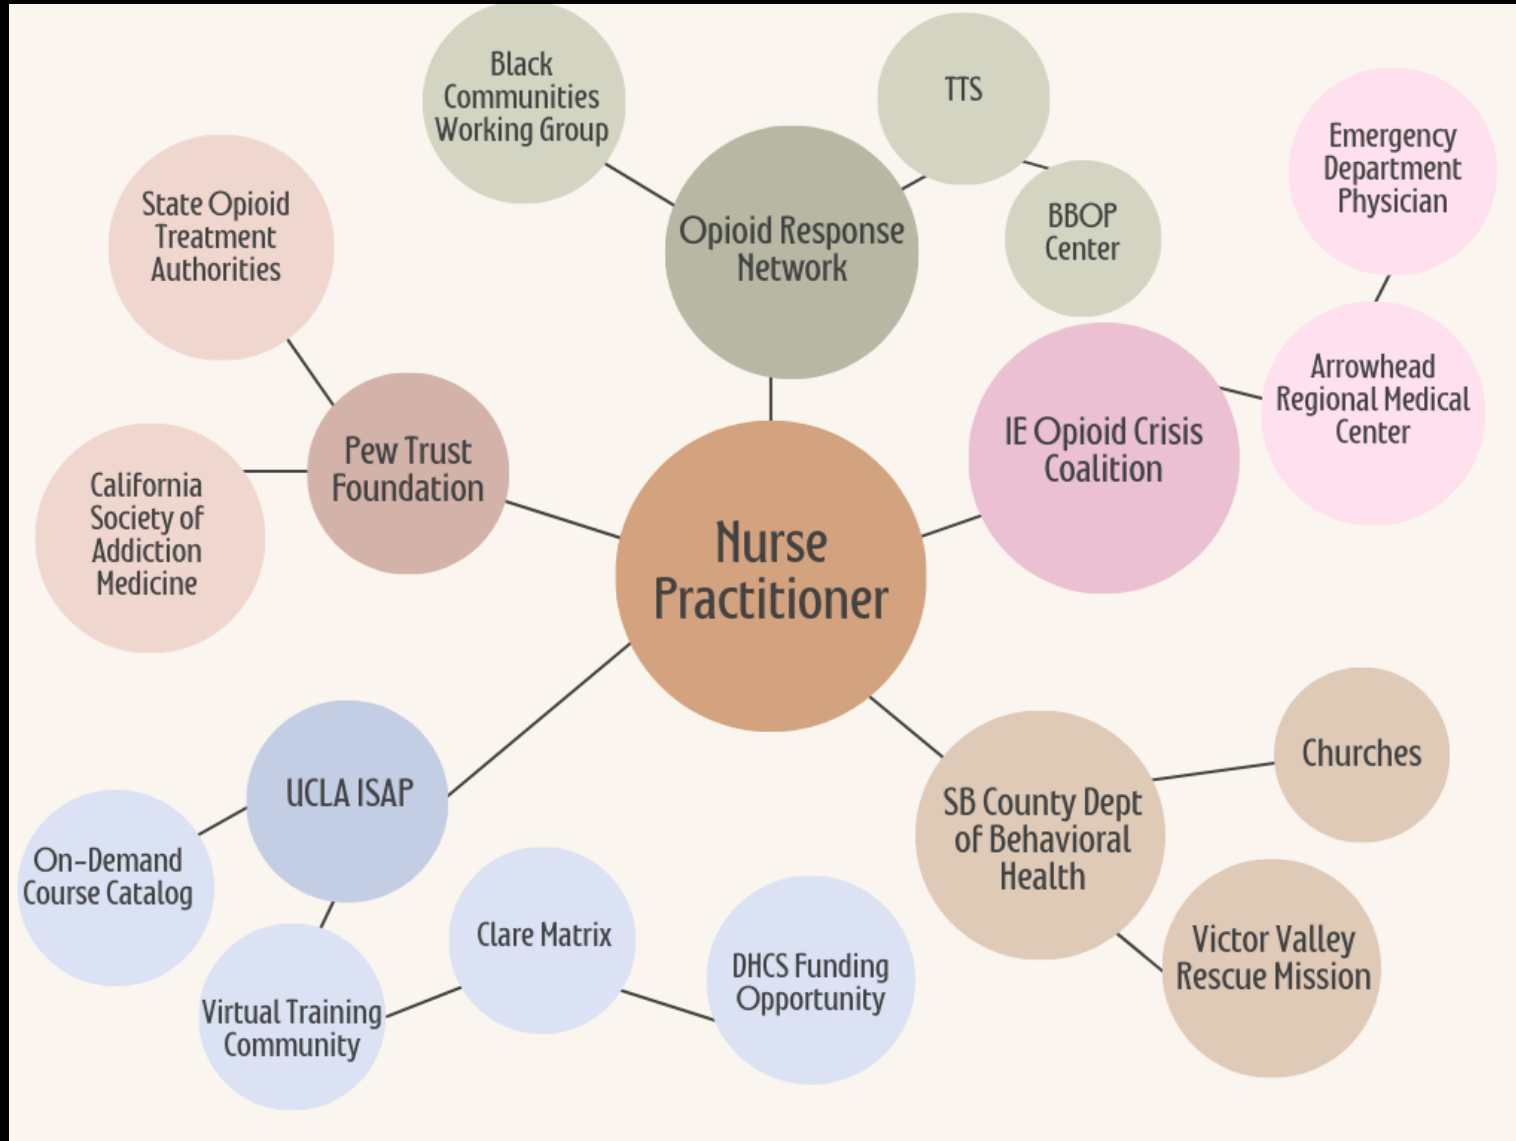 Black
Communities
Working Group
TTS
Emergency
Department
Physician
State Opioid
Treatment
Authorities
Opioid Response
Network
BBOP
Center
Arrowhead
Regional Medical
Center
IE Opioid Crisis
Coalition
Pew Trust
Foundation
California
Society of
Addiction
Medicine
Nurse
Practitioner
Churches
UCLA ISAP
SB County Dept
of Behavioral
Health
On-Demand
Course Catalog
Clare Matrix
DHCS Funding
Opportunity
Victor Valley
Rescue Mission
Virtual Training
Community